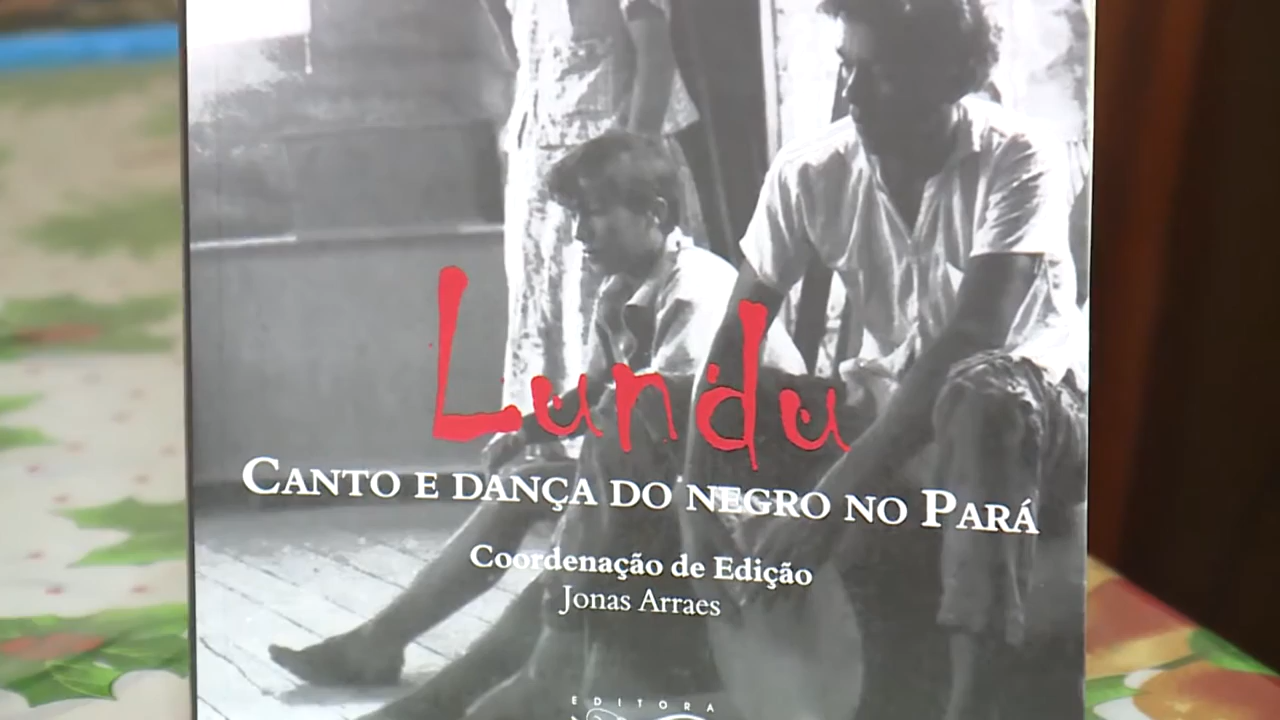 Lundu
CANTO E DANÇA DO NEGRO NO PARÁ
Coordenação de Edição
Jonas Arraes
EDITORA